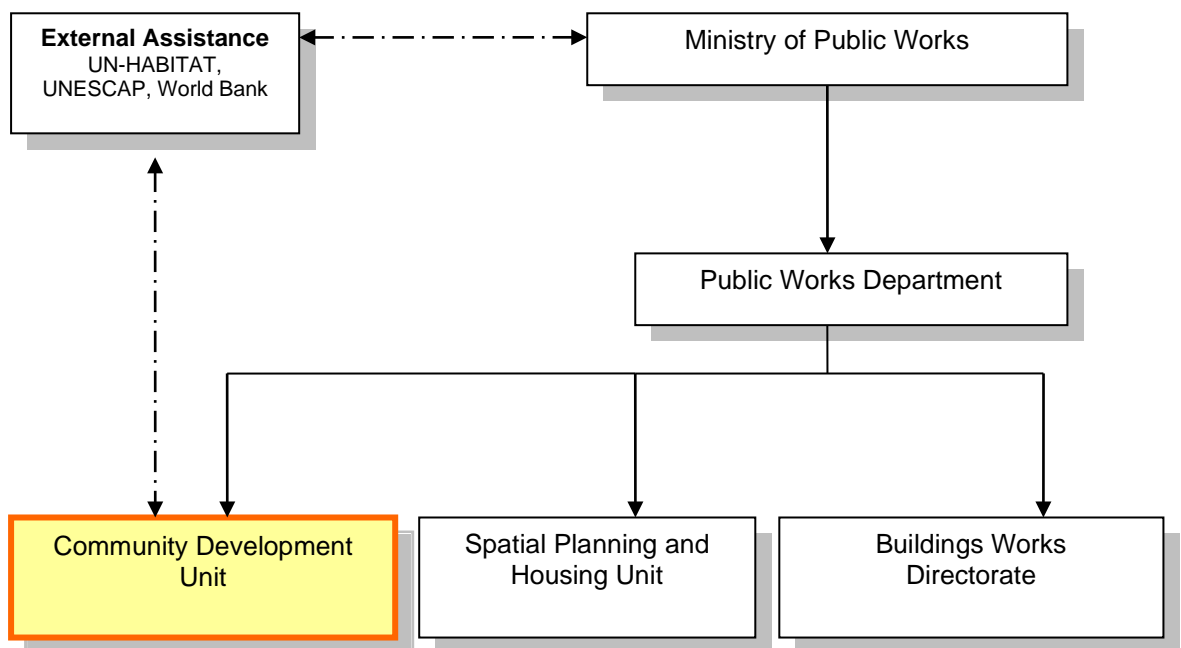 External Assistance
UN-HABITAT,
UNESCAP, World Bank
Ministry of Public Works
Public Works Department
Community Development
Unit
Spatial Planning and
Housing Unit
Buildings Works
Directorate